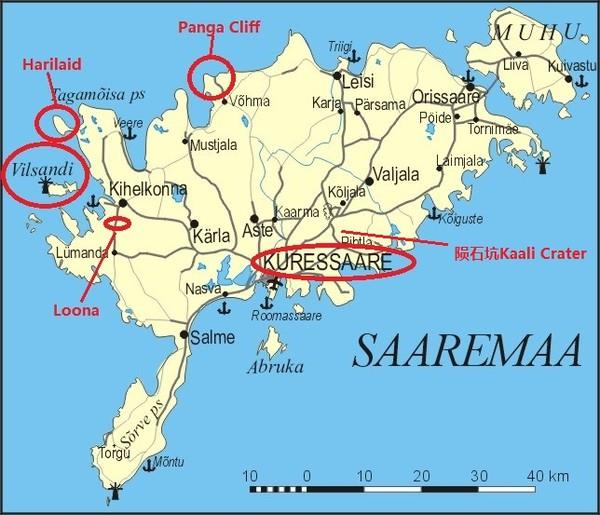 Panga Cliff
MUHU
Triigi
Liiva
Kuivastu
Harilaid
Leisi
Tagamõisa ps
Võhma
Karja
Pärsama
Orissaare
Veere
Pöide
Tornimäe
Mustjala
Vilsandi
Laimjala
Valjala
Kihelkonna
Kõljala
Kaarma
Kõiguste
Kärla
Aste
Pihtla
陨石坑Kaali Crater
Lümanda
KURESSAARE
Nasva
Loona
Roomassaare
Salme
SAAREMAA
Abruka
Sõrve ps
Torgu
Mõntu
10 0 10 20 30 40 km